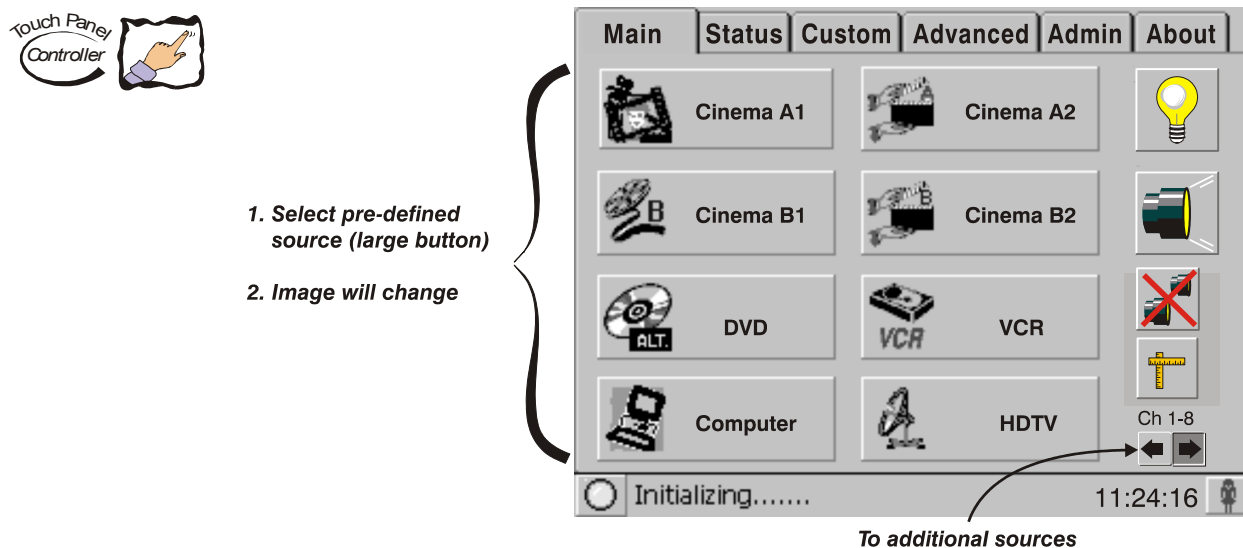 Touch Panel
Controller
Main Status Custom Advanced Admin About
1. Select pre-defined
source (large button)
2. Image will change
Cinema A1
A
Cinema A2
B
Cinema B1
B
Cinema B2
ALT.
DVD
VCR
VCR
Computer
HDTV
Ch 1-8
Initializing.......
11:24:16
To additional sources